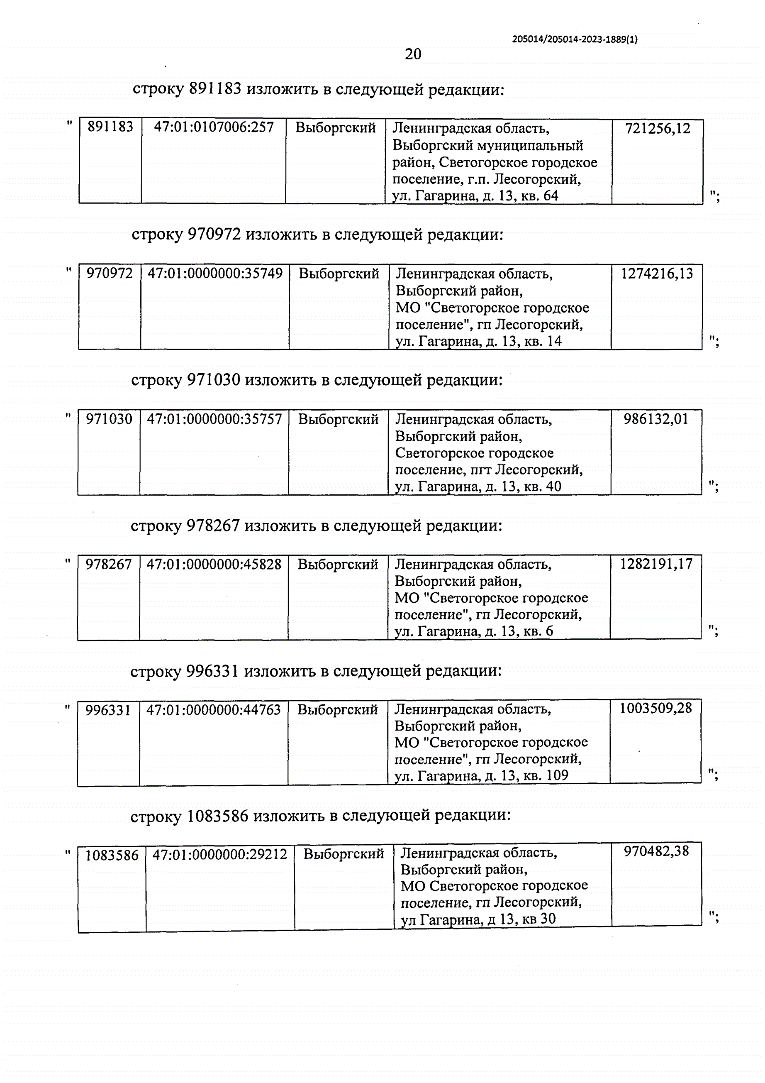 205014/205014-2023-1889(1)
20
строку 891183 изложить в следующей редакции:
" 891183 47:01:0107006:257 Выборгский Ленинградская область, 721256,12
Выборгский муниципальный
район, Светогорское городское
поселение, г.п. Лесогорский,
ул. Гагарина, д. 13, кв. 64 ";
строку 970972 изложить в следующей редакции:
" 970972 47:01:0000000:35749 Выборгский Ленинградская область, 1274216,13
Выборгский район,
МО "Светогорское городское
поселение", гп Лесогорский,
ул. Гагарина, д. 13, кв. 14 ";
строку 971030 изложить в следующей редакции:
" 971030 47:01:0000000:35757 Выборгский Ленинградская область, 986132,01
Выборгский район,
Светогорское городское
поселение, пгт Лесогорский,
ул. Гагарина, д. 13, кв. 40 ";
строку 978267 изложить в следующей редакции:
" 978267 47:01:0000000:45828 Выборгский Ленинградская область, 1282191,17
Выборгский район,
МО "Светогорское городское
поселение", гп Лесогорский,
ул. Гагарина, д. 13, кв. 6 ";
строку 996331 изложить в следующей редакции:
" 996331 47:01:0000000:44763 Выборгский Ленинградская область, 1003509,28
Выборгский район,
МО "Светогорское городское
поселение", гп Лесогорский,
ул. Гагарина, д. 13, кв. 109 ";
строку 1083586 изложить в следующей редакции:
" 1083586 47:01:0000000:29212 Выборгский Ленинградская область, 970482,38
Выборгский район,
МО Светогорское городское
поселение, гп Лесогорский,
ул Гагарина, д 13, кв 30 ";